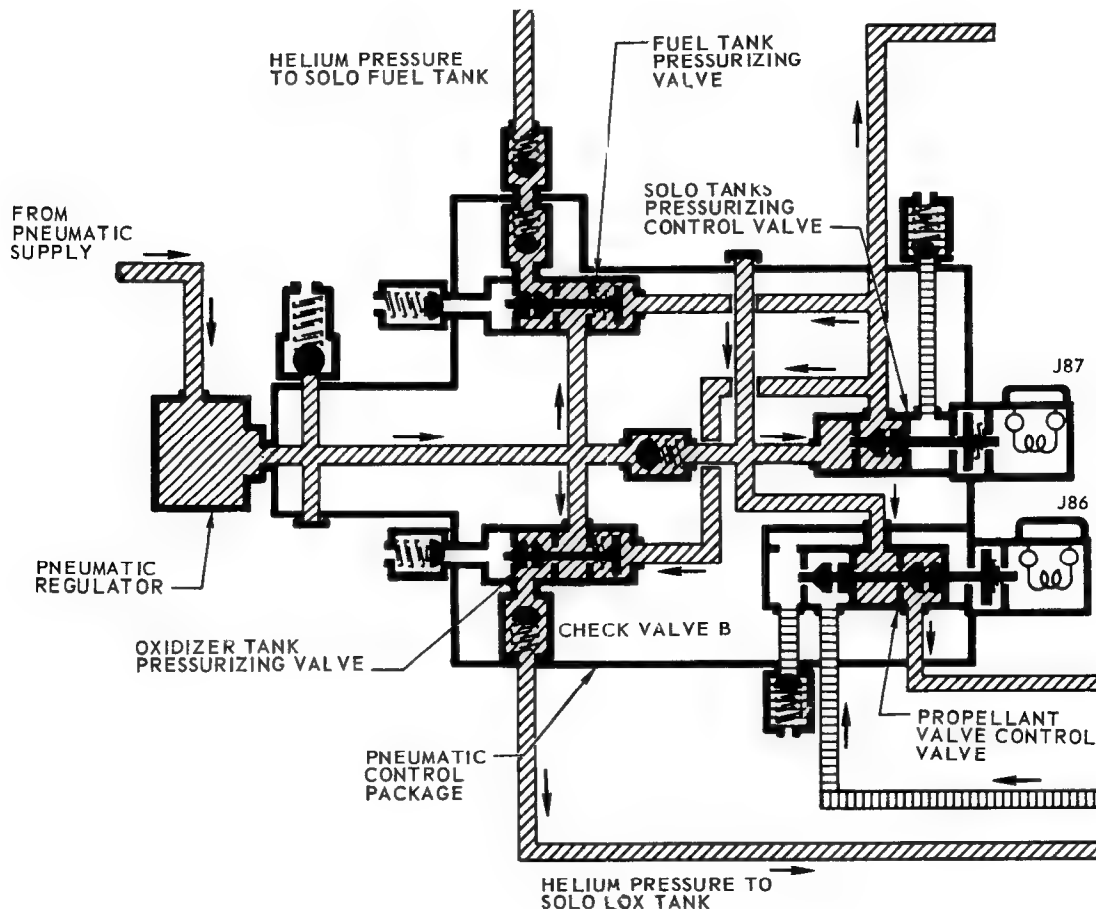 HELIUM PRESSURE
TO SOLO FUEL TANK
FUEL TANK
PRESSURIZING
VALVE
FROM
PNEUMATIC
SUPPLY
SOLO TANKS
PRESSURIZING
CONTROL VALVE
J87
J86
PNEUMATIC
REGULATOR
OXIDIZER TANK
PRESSURIZING VALVE
CHECK VALVE B
PNEUMATIC
CONTROL
PACKAGE
PROPELLANT
VALVE CONTROL
VALVE
HELIUM PRESSURE TO
SOLO LOX TANK